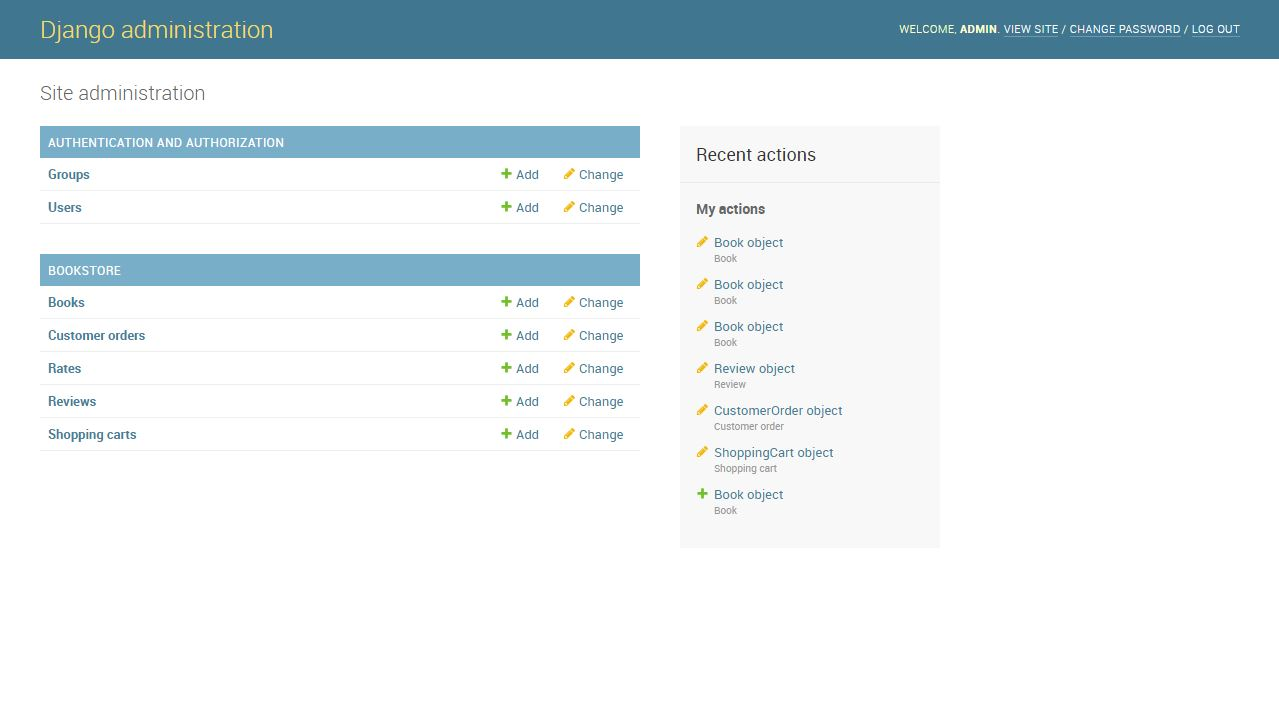 Django administration
WELCOME, ADMIN. VIEW SITE / CHANGE PASSWORD / LOG OUT
Site administration
AUTHENTICATION AND AUTHORIZATION
Groups Add Change
Users Add Change
BOOKSTORE
Books Add Change
Customer orders Add Change
Rates Add Change
Reviews Add Change
Shopping carts Add Change
Recent actions
My actions
Book object
Book
Book object
Book
Book object
Book
Review object
Review
CustomerOrder object
Customer order
ShoppingCart object
Shopping cart
Book object
Book